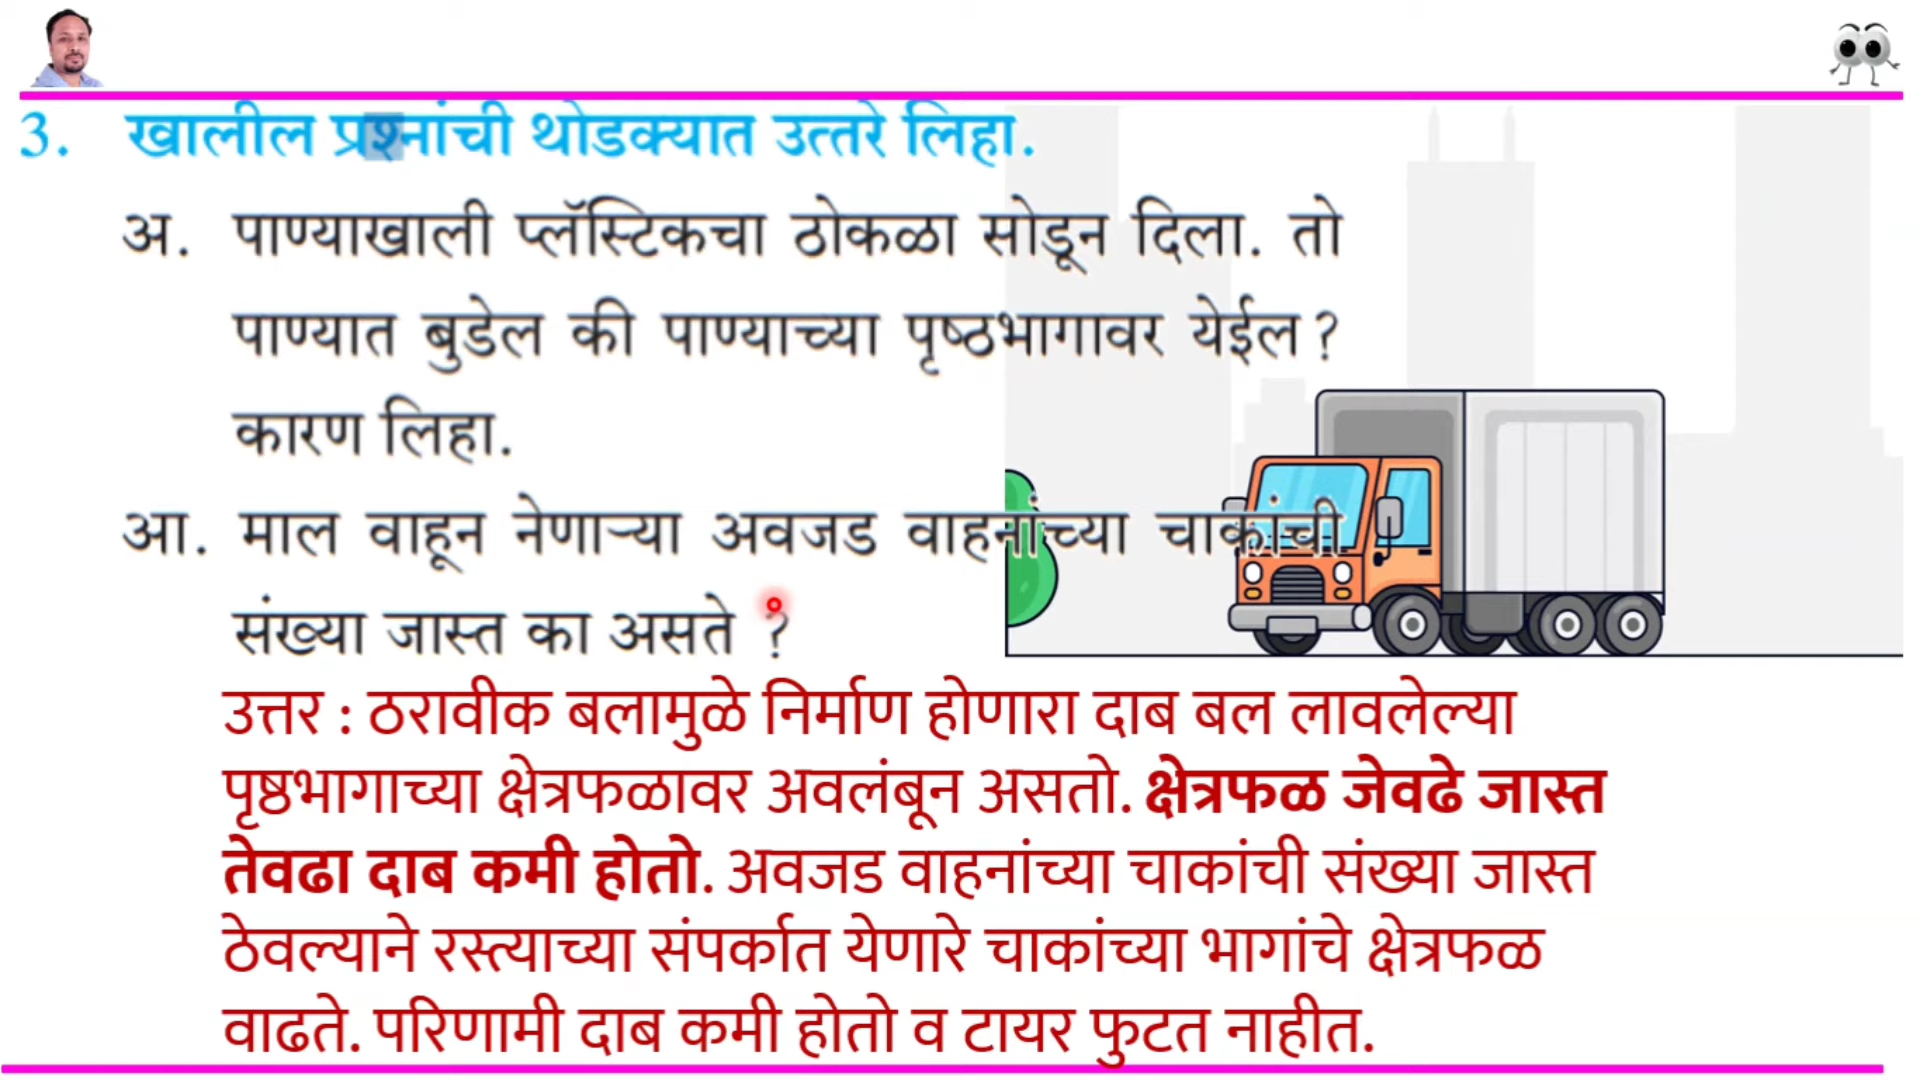 3. खालील प्रश्नांची थोडक्यात उत्तरे लिहा.
अ. पाण्याखाली प्लॅस्टिकचा ठोकळा सोडून दिला. तो
पाण्यात बुडेल की पाण्याच्या पृष्ठभागावर येईल?
कारण लिहा.
आ. माल वाहून नेणाऱ्या अवजड वाहनांच्या चाकांची
संख्या जास्त का असते ?
उत्तर : ठरावीक बलामुळे निर्माण होणारा दाब बल लावलेल्या
पृष्ठभागाच्या क्षेत्रफळावर अवलंबून असतो. क्षेत्रफळ जेवढे जास्त
तेवढा दाब कमी होतो. अवजड वाहनांच्या चाकांची संख्या जास्त
ठेवल्याने रस्त्याच्या संपर्कात येणारे चाकांच्या भागांचे क्षेत्रफळ
वाढते. परिणामी दाब कमी होतो व टायर फुटत नाहीत.